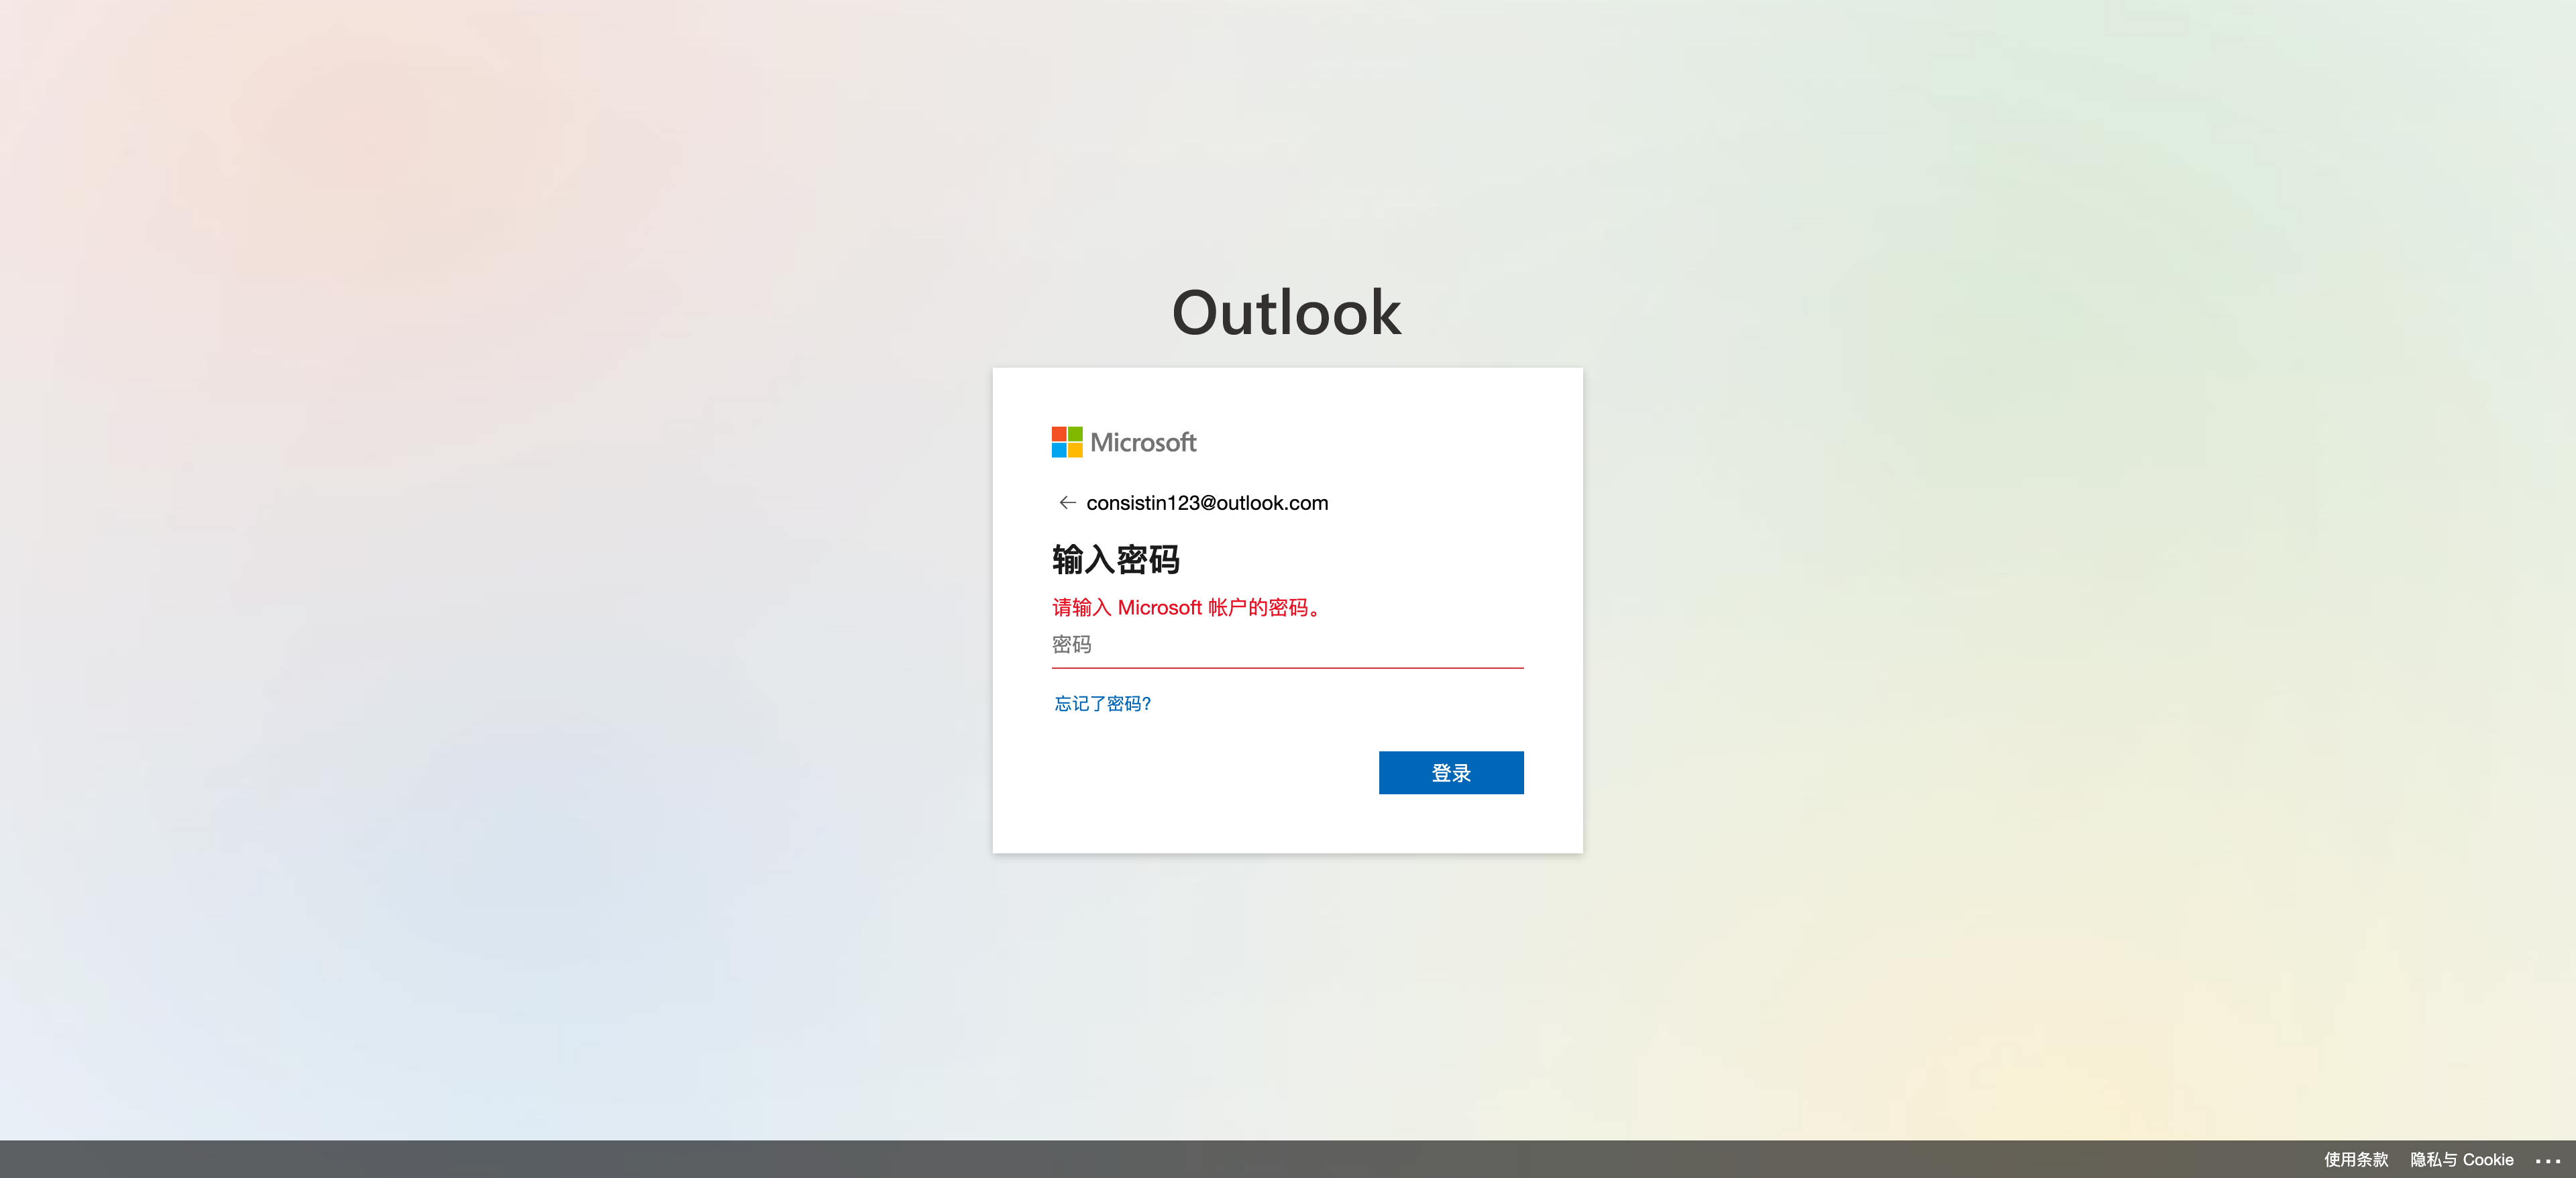 Outlook
Microsoft
consistin123@outlook.com
输入密码
请输入 Microsoft 帐户的密码。
密码
忘记了密码?
登录
使用条款 隐私与 Cookie ...